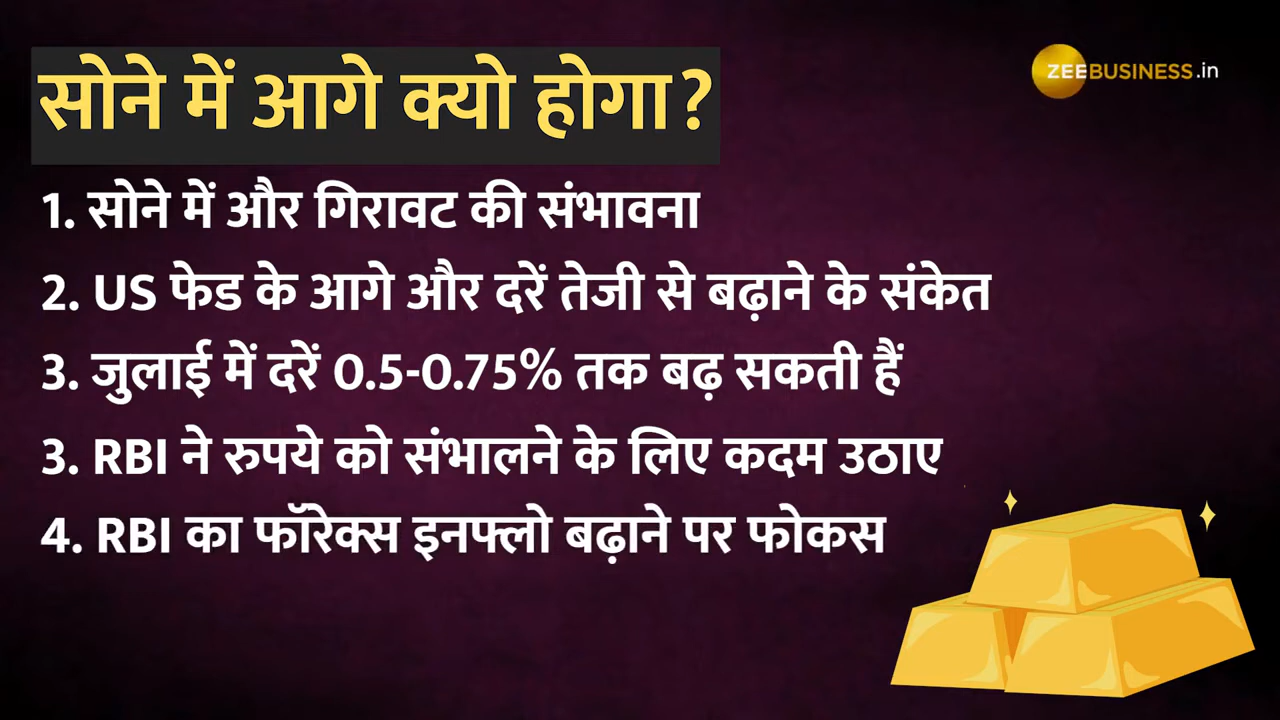 सोने में आगे क्यो होगा?
ZEEBUSINESS.in
1. सोने में और गिरावट की संभावना
2. US फेड के आगे और दरें तेजी से बढ़ाने के संकेत
3. जुलाई में दरें 0.5-0.75% तक बढ़ सकती हैं
3. RBI ने रुपये को संभालने के लिए कदम उठाए
4. RBI का फॉरेक्स इनफ्लो बढ़ाने पर फोकस